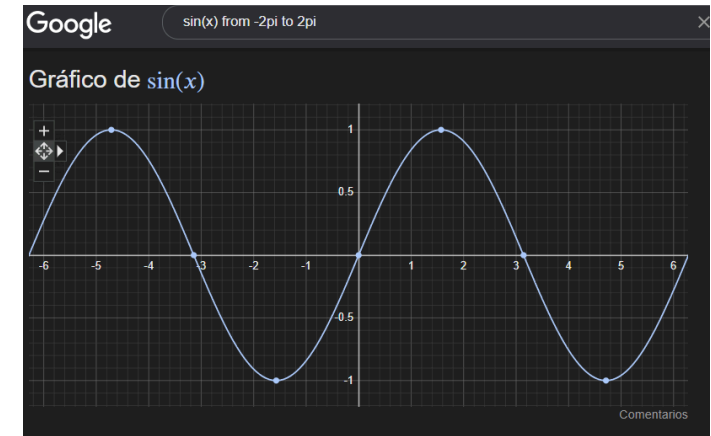 Google sin(x) from -2pi to 2pi
Gráfico de sin(x)
1
0.5
-6 -5 -4 -3 -2 -1 1 2 3 4 5 6
-0.5
-1
Comentarios